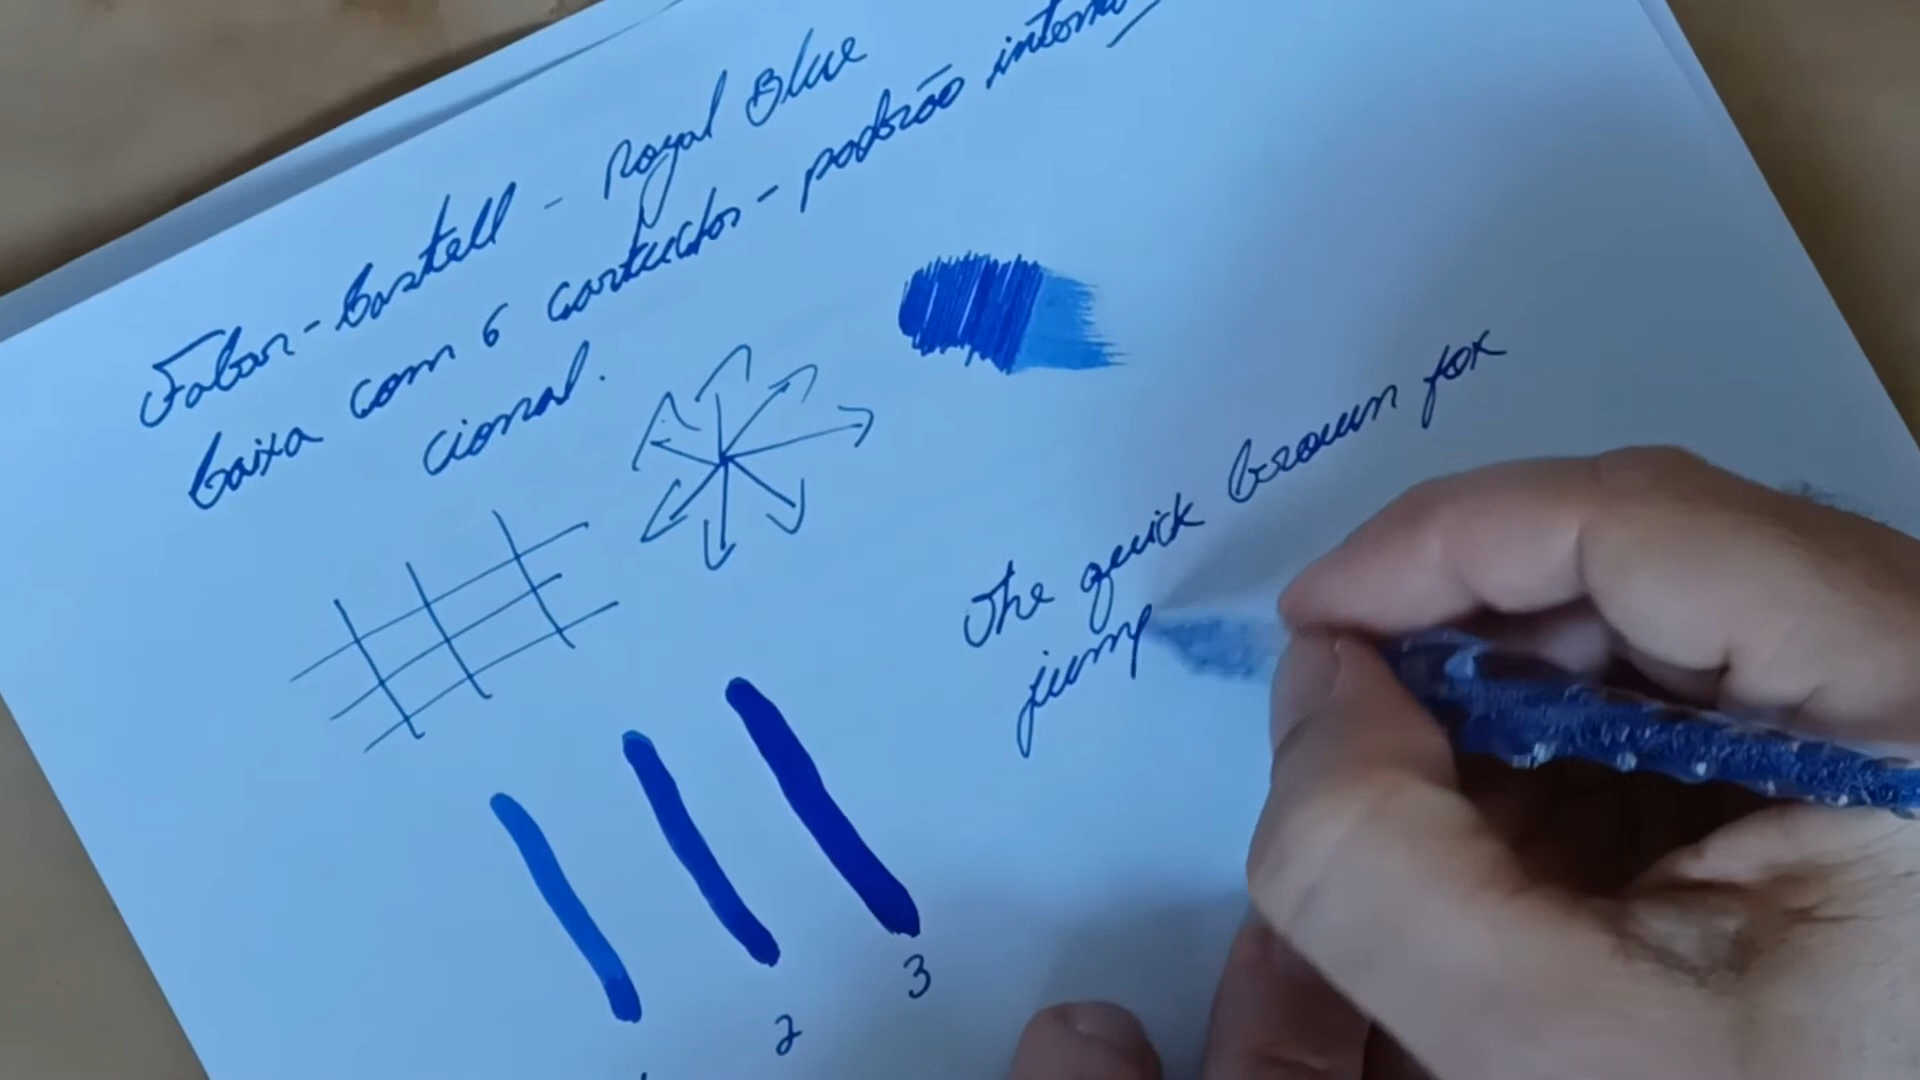 Faber-Castell - Royal Blue
Caixa com 6 cartuchos - padrão interna
cional.
The quick brown fox
jump
2
3